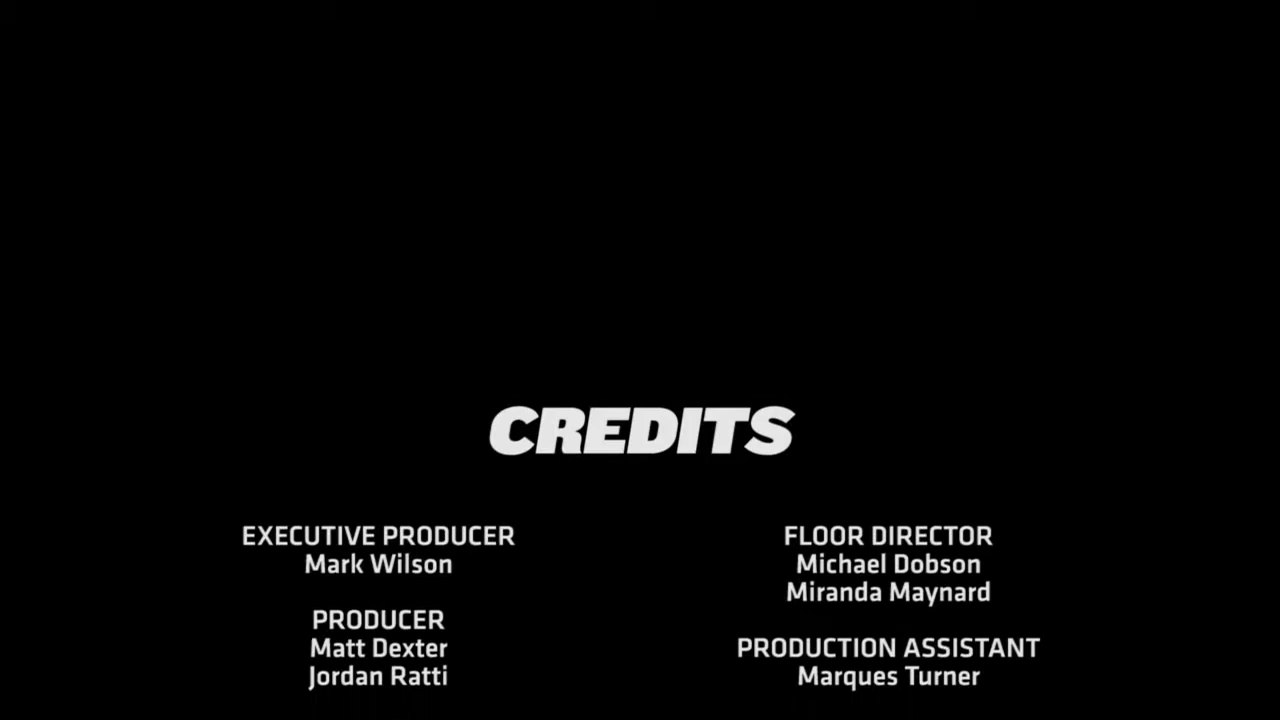 CREDITS
EXECUTIVE PRODUCER
Mark Wilson
PRODUCER
Matt Dexter
Jordan Ratti
FLOOR DIRECTOR
Michael Dobson
Miranda Maynard
PRODUCTION ASSISTANT
Marques Turner